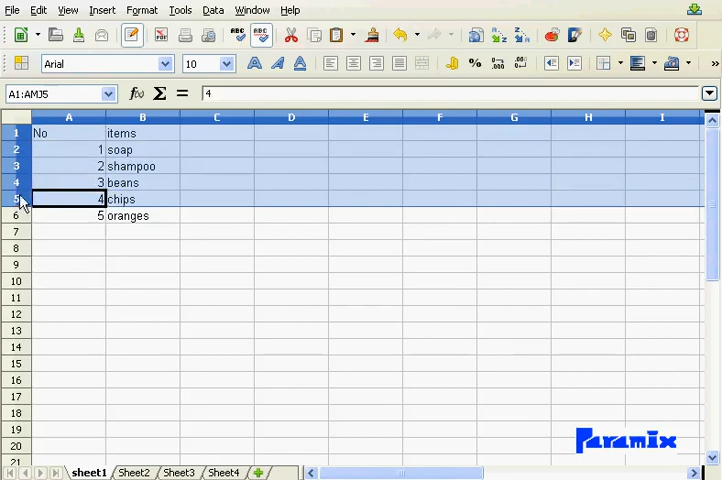 File Edit View Insert Format Tools Data Window Help
ABC ABC
Arial 10
A1:AMJ5 4
A B C D E F G H I
1 No items
2 1 soap
3 2 shampoo
4 3 beans
5 4 chips
6 5 oranges
7
8
9
10
11
12
13
14
15
16
17
18
19
20
21
Paramix
sheet1 Sheet2 Sheet3 Sheet4